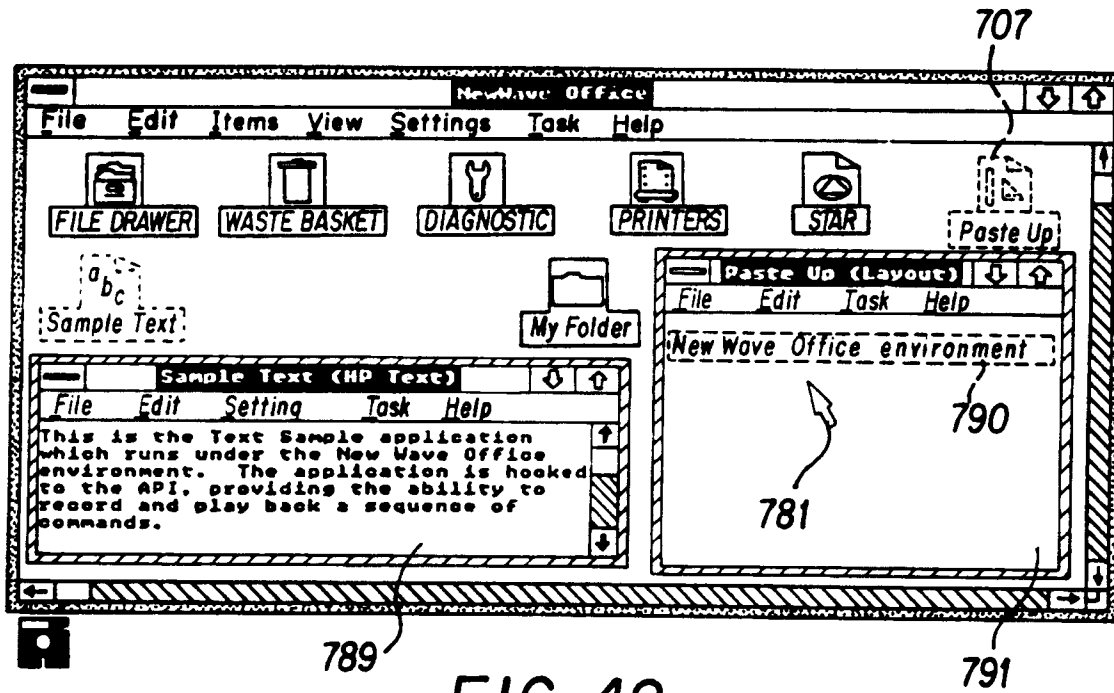 707
NewWave Office
File Edit Items View Settings Task Help
FILE DRAWER WASTE BASKET DIAGNOSTIC PRINTERS STAR Paste Up
abc
Sample Text
My Folder
Paste Up (Layout)
File Edit Task Help
New Wave Office environment
790
781
Sample Text (HP Text)
File Edit Setting Task Help
This is the Text Sample application
which runs under the New Wave Office
environment. The application is hooked
to the API, providing the ability to
record and play back a sequence of
commands.
789
791